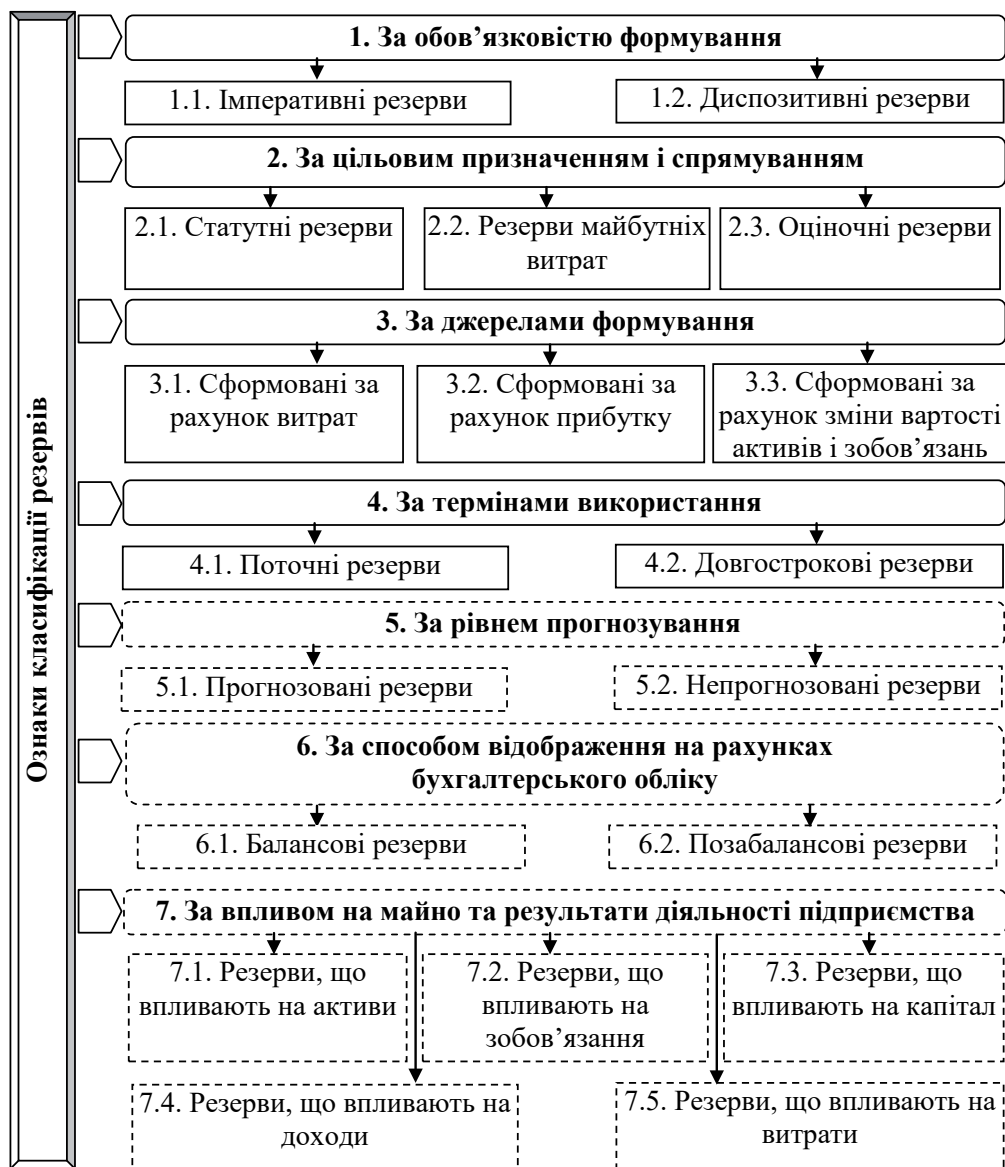 Ознаки класифікації резервів
1. За обов’язковістю формування
1.1. Імперативні резерви
1.2. Диспозитивні резерви
2. За цільовим призначенням і спрямуванням
2.1. Статутні резерви
2.2. Резерви майбутніх
витрат
2.3. Оціночні резерви
3. За джерелами формування
3.1. Сформовані за
рахунок витрат
3.2. Сформовані за
рахунок прибутку
3.3. Сформовані за
рахунок зміни вартості
активів і зобов’язань
4. За термінами використання
4.1. Поточні резерви
4.2. Довгострокові резерви
5. За рівнем прогнозування
5.1. Прогнозовані резерви
5.2. Непрогнозовані резерви
6. За способом відображення на рахунках
бухгалтерського обліку
6.1. Балансові резерви
6.2. Позабалансові резерви
7. За впливом на майно та результати діяльності підприємства
7.1. Резерви, що
впливають на активи
7.2. Резерви, що
впливають на
зобов’язання
7.3. Резерви, що
впливають на капітал
7.4. Резерви, що впливають на
доходи
7.5. Резерви, що впливають на
витрати